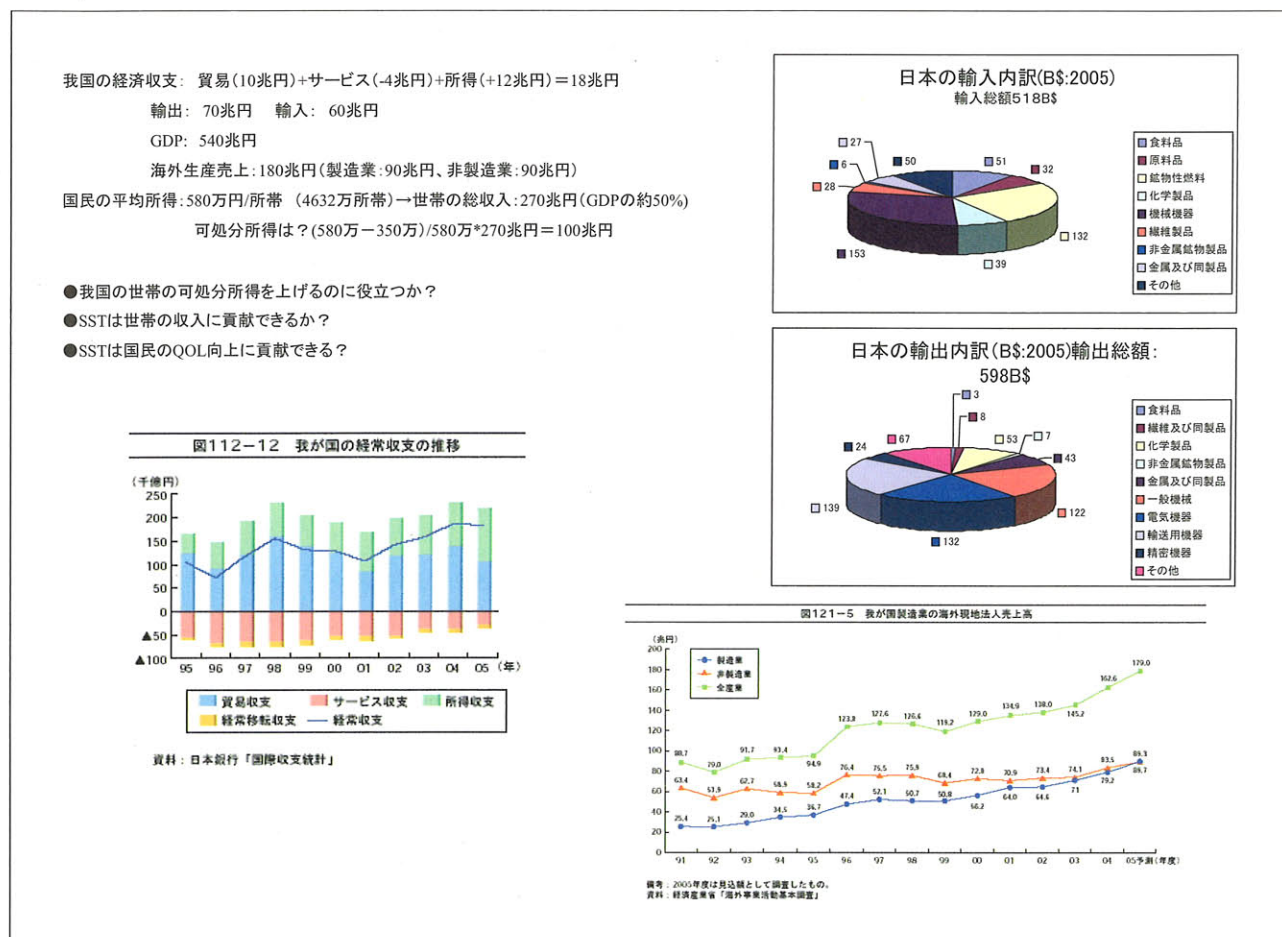 我国の経済収支: 貿易(10兆円)+サービス(-4兆円)+所得(+12兆円)=18兆円
輸出: 70兆円 輸入: 60兆円
GDP: 540兆円
海外生産売上:180兆円(製造業:90兆円、非製造業:90兆円)
国民の平均所得:580万円/所帯 (4632万所帯)→世帯の総収入:270兆円(GDPの約50%)
可処分所得は?(580万-350万)/580万*270兆円=100兆円
●我国の世帯の可処分所得を上げるのに役立つか?
●SSTは世帯の収入に貢献できるか?
●SSTは国民のQOL向上に貢献できる?
日本の輸入内訳(B$:2005)
輸入総額518B$
27
50
51
32
6
28
153
39
132
食料品
原料品
鉱物性燃料
化学製品
機械機器
繊維製品
非金属鉱物製品
金属及び同製品
その他
日本の輸出内訳(B$:2005)輸出総額:
598B$
3
8
67
53
7
24
43
139
122
132
食料品
繊維及び同製品
化学製品
非金属鉱物製品
金属及び同製品
一般機械
電気機器
輸送用機器
精密機器
その他
図112-12 我が国の経常収支の推移
(千億円)
250
200
150
100
50
0
▲50
▲100
95 96 97 98 99 00 01 02 03 04 05 (年)
貿易収支 サービス収支 所得収支
経常移転収支 経常収支
資料:日本銀行「国際収支統計」
図121-5 我が国製造業の海外現地法人売上高
(兆円)
200
180
160
140
120
100
80
60
40
20
0
製造業
非製造業
全産業
88.7 79.0 91.7 93.4 94.9 123.8 127.6 126.6 119.2 129.0 134.9 138.0 145.2 162.6 179.0
63.4 53.9 62.7 58.9 58.2 76.4 75.5 75.9 68.4 72.8 70.9 73.4 74.1 83.5 89.3
25.4 25.1 29.0 34.5 36.7 47.4 52.1 50.7 50.8 56.2 64.0 64.6 71 79.2 89.7
91 92 93 94 95 96 97 98 99 00 01 02 03 04 05予測(年度)
備考:2005年度は見込額として調査したもの。
資料:経済産業省「海外事業活動基本調査」